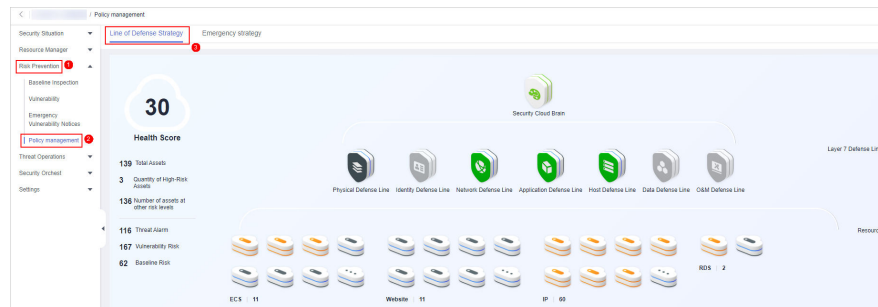 / Policy management
Security Situation
Resource Manager
Risk Prevention
1
Baseline Inspection
Vulnerability
Emergency
Vulnerability Notices
Policy management
2
Threat Operations
Security Orchest
Settings
Line of Defense Strategy
Emergency strategy
3
30
Health Score
139 Total Assets
3 Quantity of High-Risk
Assets
136 Number of assets at
other risk levels
116 Threat Alarm
167 Vulnerability Risk
62 Baseline Risk
Security Cloud Brain
Layer 7 Defense Lin
Physical Defense Line
Identity Defense Line
Network Defense Line
Application Defense Line
Host Defense Line
Data Defense Line
O&M Defense Line
Resourc
RDS 2
ECS 11
Website 11
IP 60